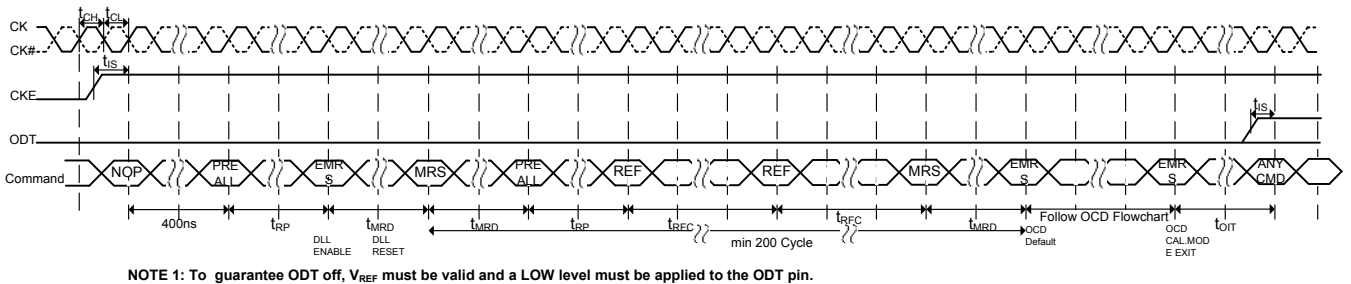 tCH tCL
CK
CK#
tIS
CKE
tIS
ODT
Command
NOP
PRE
ALL
EMR
S
MRS
PRE
ALL
REF
REF
MRS
EMR
S
EMR
S
ANY
CMD
400ns
tRP
tMRD
tMRD
tRP
tRFC
tRFC
tMRD
Follow OCD Flowchart
tOIT
DLL
ENABLE
DLL
RESET
min 200 Cycle
OCD
Default
OCD
CAL.MOD
E EXIT
NOTE 1: To guarantee ODT off, VREF must be valid and a LOW level must be applied to the ODT pin.